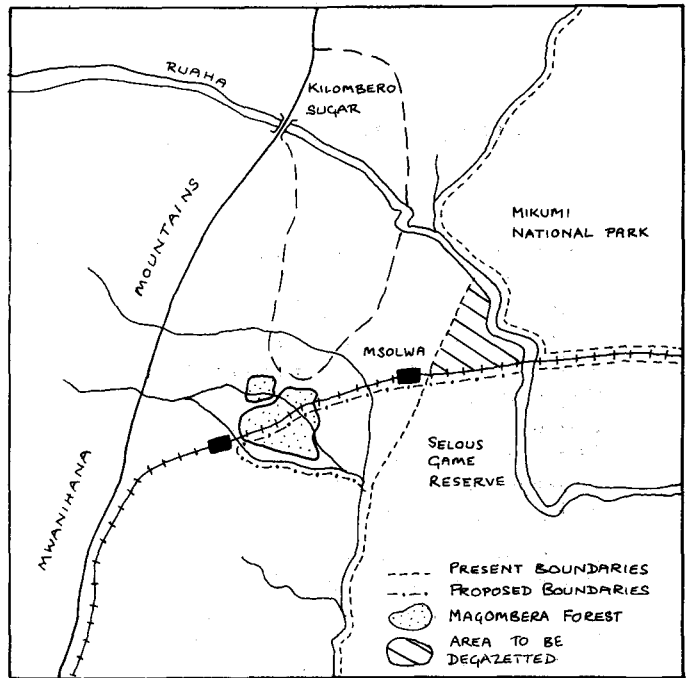 RUAHA
KILOMBERO
SUGAR
MOUNTAINS
MIKUMI
NATIONAL PARK
MSOLWA
SELOUS
GAME
RESERVE
MWANIHANA
PRESENT BOUNDARIES
PROPOSED BOUNDARIES
MAGOMBERA FOREST
AREA TO BE
DEGAZETTED